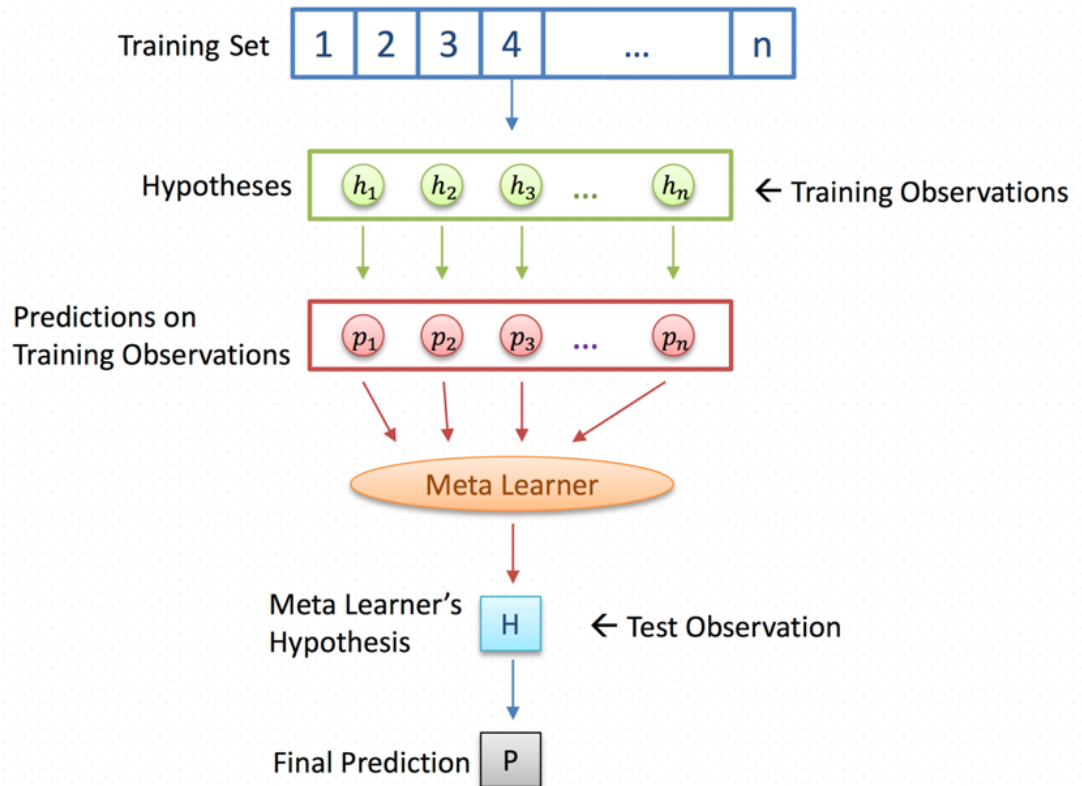 Training Set 1 2 3 4 ... n
Hypotheses h₁ h₂ h₃ ... hₙ ← Training Observations
Predictions on
Training Observations p₁ p₂ p₃ ... pₙ
Meta Learner
Meta Learner’s
Hypothesis H ← Test Observation
Final Prediction P